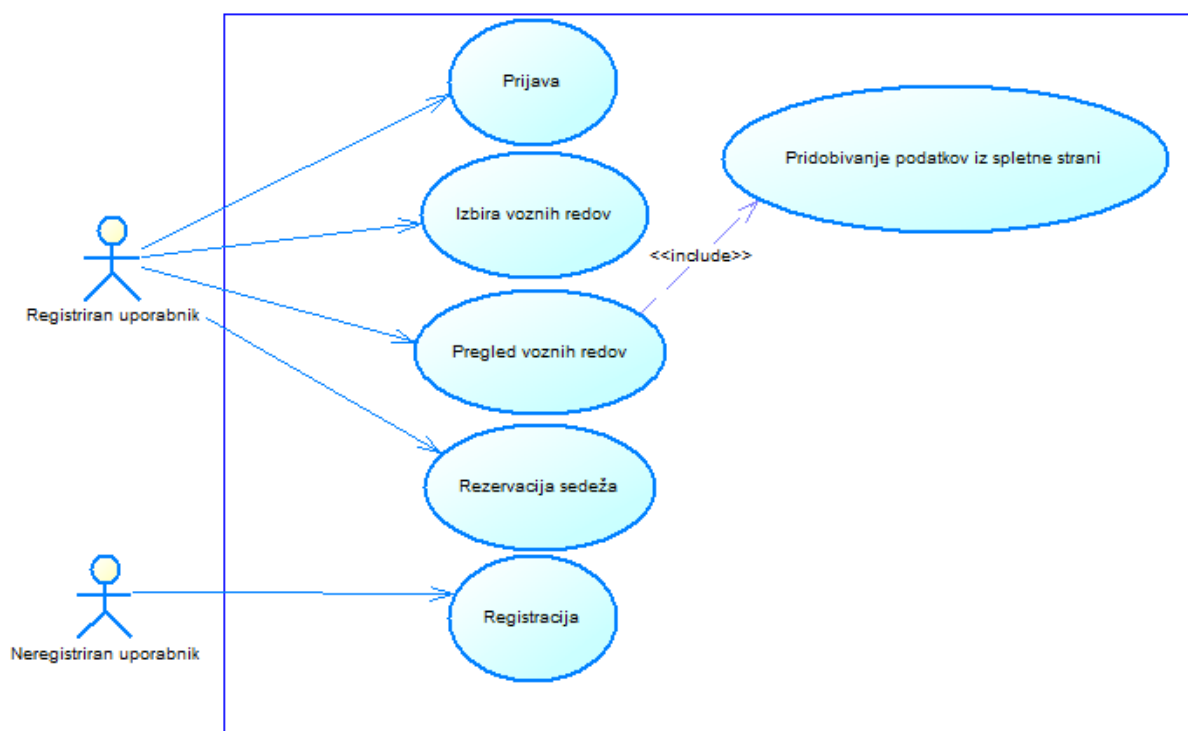 Prijava
Pridobivanje podatkov iz spletne strani
Izbira voznih redov
<<include>>
Registriran uporabnik
Pregled voznih redov
Rezervacija sedeža
Registracija
Neregistriran uporabnik